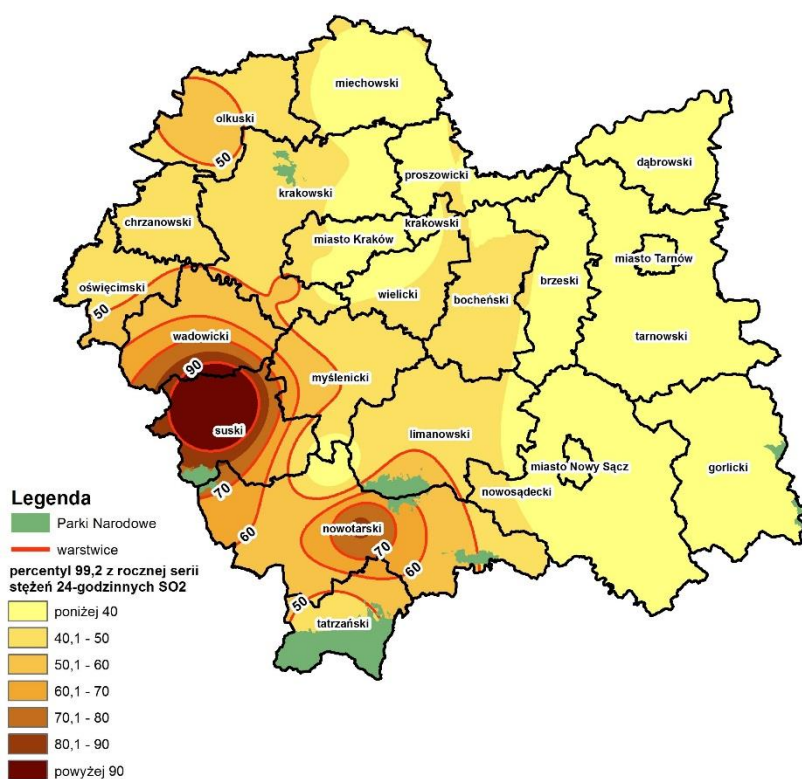 miechowski
olkuski
50
dąbrowski
proszowicki
krakowski
chrzanowski
krakowski
miasto Kraków
miasto Tarnów
oświęcimski
wielicki
bocheński
brzeski
50
wadowicki
tarnowski
90
myślenicki
suski
limanowski
miasto Nowy Sącz
gorlicki
nowosądecki
70
nowotarski
60
70
60
50
tatrzański
Legenda
Parki Narodowe
warstwice
percentyl 99,2 z rocznej serii
stężeń 24-godzinnych SO2
poniżej 40
40,1 - 50
50,1 - 60
60,1 - 70
70,1 - 80
80,1 - 90
powyżej 90